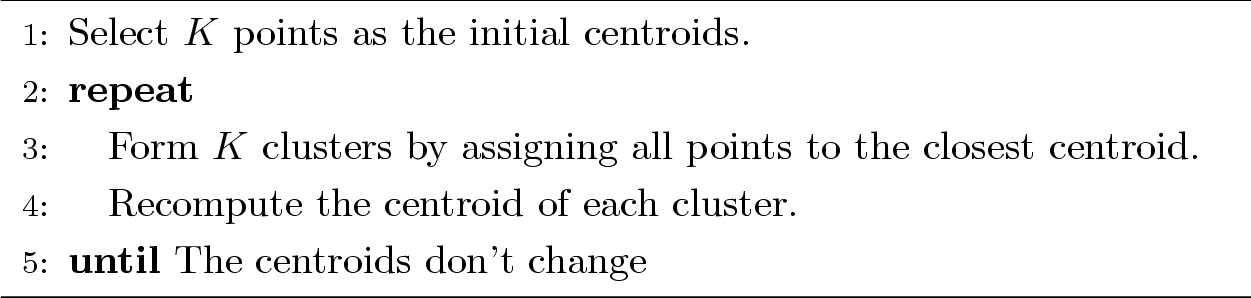 1: Select K points as the initial centroids.
2: repeat
3: Form K clusters by assigning all points to the closest centroid.
4: Recompute the centroid of each cluster.
5: until The centroids don't change